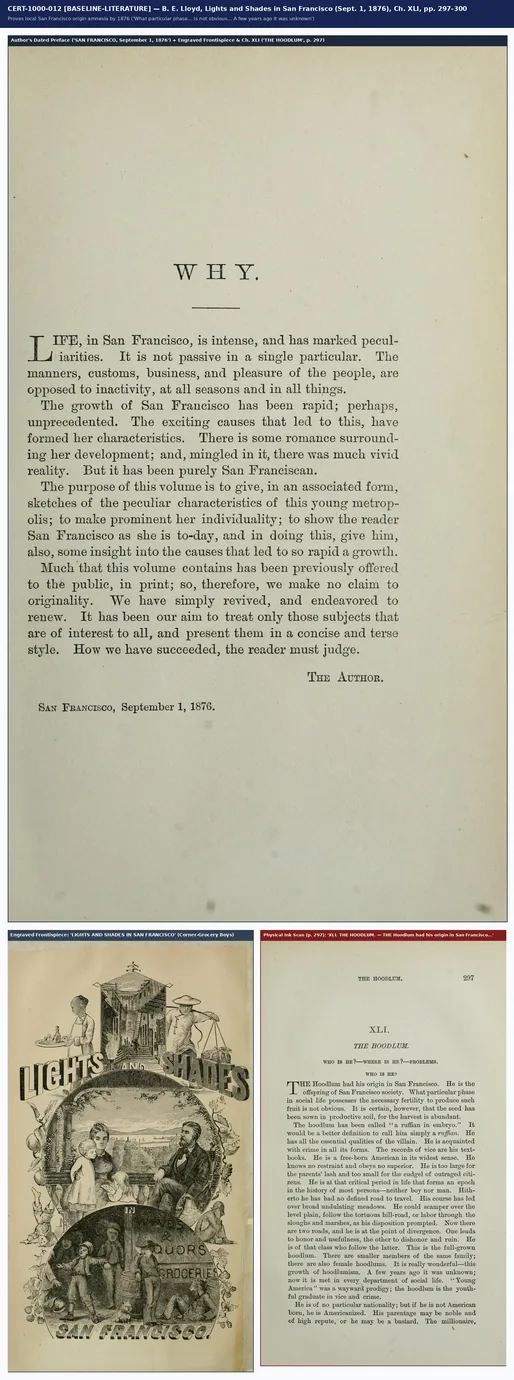 CERT-1000-012 [BASELINE-LITERATURE] — B. E. Lloyd, Lights and Shades in San Francisco (Sept. 1, 1876), Ch. XLI, pp. 297-300
Proves local San Francisco origin amnesia by 1876 ('What particular phase... is not obvious... A few years ago it was unknown')
Author's Dated Preface ('SAN FRANCISCO, September 1, 1876') + Engraved Frontispiece & Ch. XLI ('THE HOODLUM', p. 297)
WHY.
LIFE, in San Francisco, is intense, and has marked pecul-
iarities. It is not passive in a single particular. The
manners, customs, business, and pleasure of the people, are
opposed to inactivity, at all seasons and in all things.
The growth of San Francisco has been rapid; perhaps,
unprecedented. The exciting causes that led to this, have
formed her characteristics. There is some romance surround-
ing her development; and, mingled in it, there was much vivid
reality. But it has been purely San Franciscan.
The purpose of this volume is to give, in an associated form,
sketches of the peculiar characteristics of this young metrop-
olis; to make prominent her individuality; to show the reader
San Francisco as she is to-day, and in doing this, give him,
also, some insight into the causes that led to so rapid a growth.
Much that this volume contains has been previously offered
to the public, in print; so, therefore, we make no claim to
originality. We have simply revived, and endeavored to
renew. It has been our aim to treat only those subjects that
are of interest to all, and present them in a concise and terse
style. How we have succeeded, the reader must judge.
THE AUTHOR.
SAN FRANCISCO, September 1, 1876.
Engraved Frontispiece: 'LIGHTS AND SHADES IN SAN FRANCISCO' (Corner-Grocery Boys)
LIGHTS AND SHADES
IN
LIQUORS
GROCERIES
SAN FRANCISCO.
Physical Ink Scan (p. 297): 'XLI. THE HOODLUM. — THE Hoodlum had his origin in San Francisco...'
THE HOODLUM. 297
XLI.
THE HOODLUM.
WHO IS HE?—WHERE IS HE?—PROBLEMS.
WHO IS HE?
THE Hoodlum had his origin in San Francisco. He is the
offspring of San Francisco society. What particular phase
in social life possesses the necessary fertility to produce such
fruit is not obvious. It is certain, however, that the seed has
been sown in productive soil, for the harvest is abundant.
The hoodlum has been called "a ruffian in embryo." It
would be a better definition to call him simply a ruffian. He
has all the essential qualities of the villain. He is acquainted
with crime in all its forms. The records of vice are his text-
books. He is a free-born American in its widest sense. He
knows no restraint and obeys no superior. He is too large for
the parents' lash and too small for the cudgel of outraged citi-
zens. He is at that critical period in life that forms an epoch
in the history of most persons—neither boy nor man. Hith-
erto he has had no defined road to travel. His course has led
over broad undulating meadows. He could scamper over the
level plain, follow the tortuous hill-road, or labor through the
sloughs and marshes, as his disposition prompted. Now there
are two roads, and he is at the point of divergence. One leads
to honor and usefulness, the other to dishonor and ruin. He
is of that class who follow the latter. This is the full-grown
hoodlum. There are smaller members of the same family;
there are also female hoodlums. It is really wonderful—this
growth of hoodlumism. A few years ago it was unknown;
now it is met in every department of social life. "Young
America" was a wayward prodigy; the hoodlum is the youth-
ful graduate in vice and crime.
He is of no particular nationality; but if he is not American
born, he is Americanized. His parentage may be noble and
of high repute, or he may be a bastard. The millionaire,